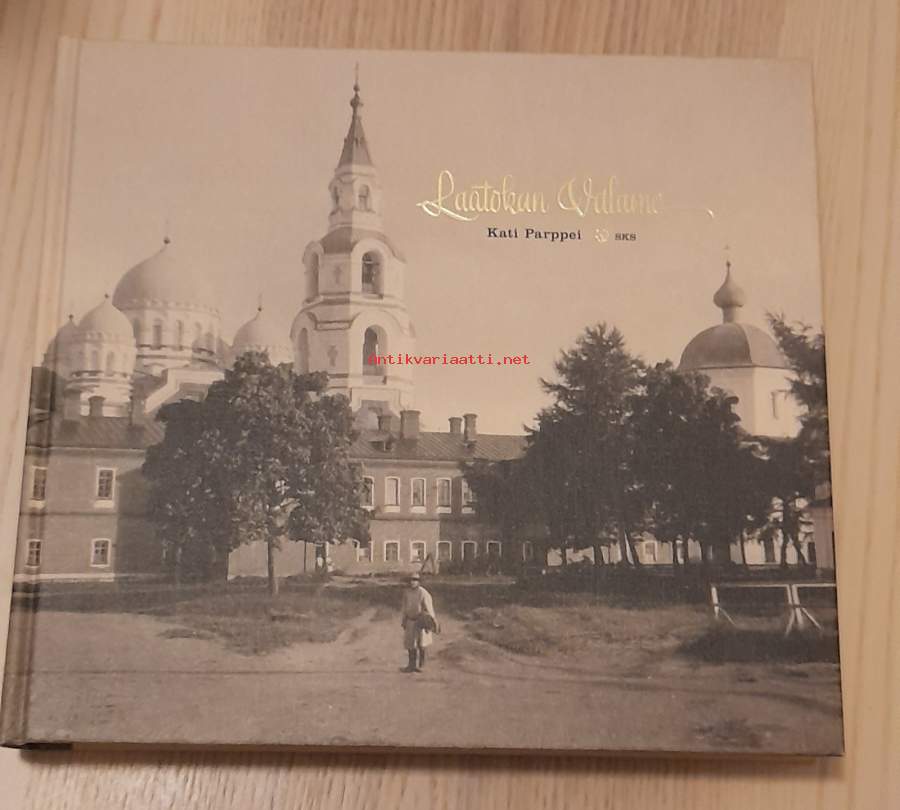 Laatokan Valamo
Kati Parppei SKS
antikvariaatti.net